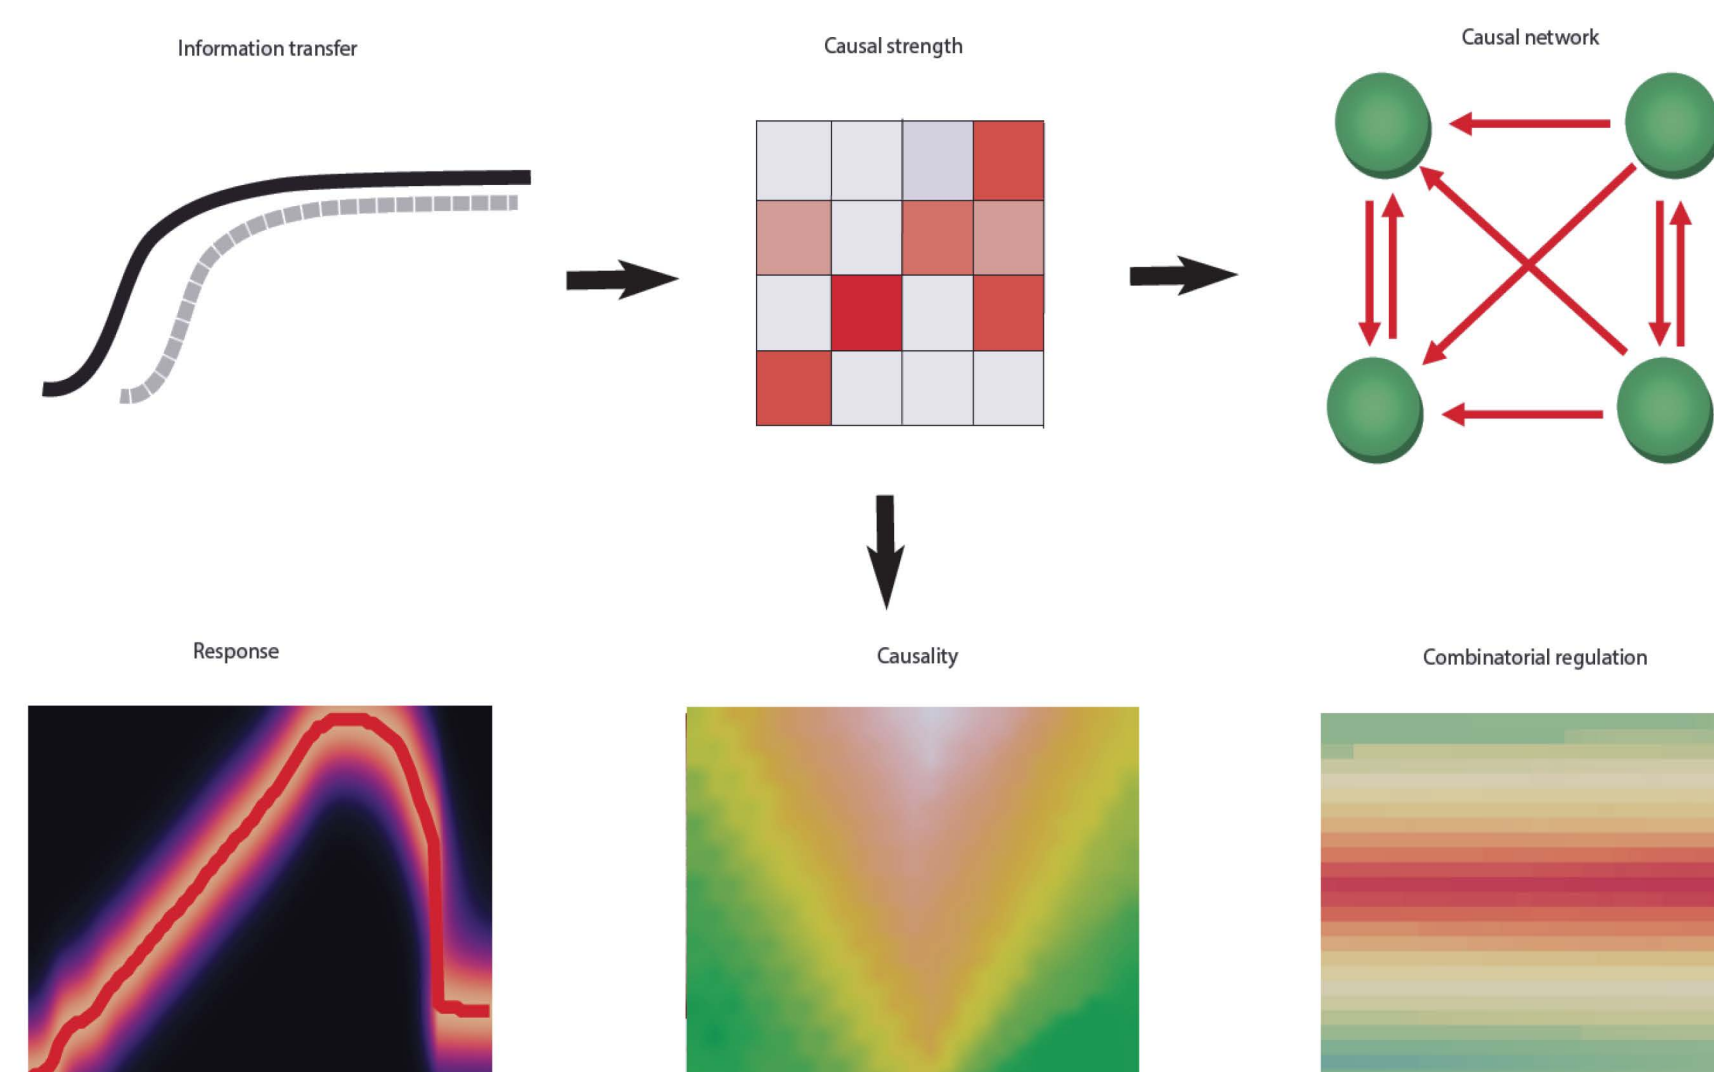 Information transfer
Causal strength
Causal network
Response
Causality
Combinatorial regulation